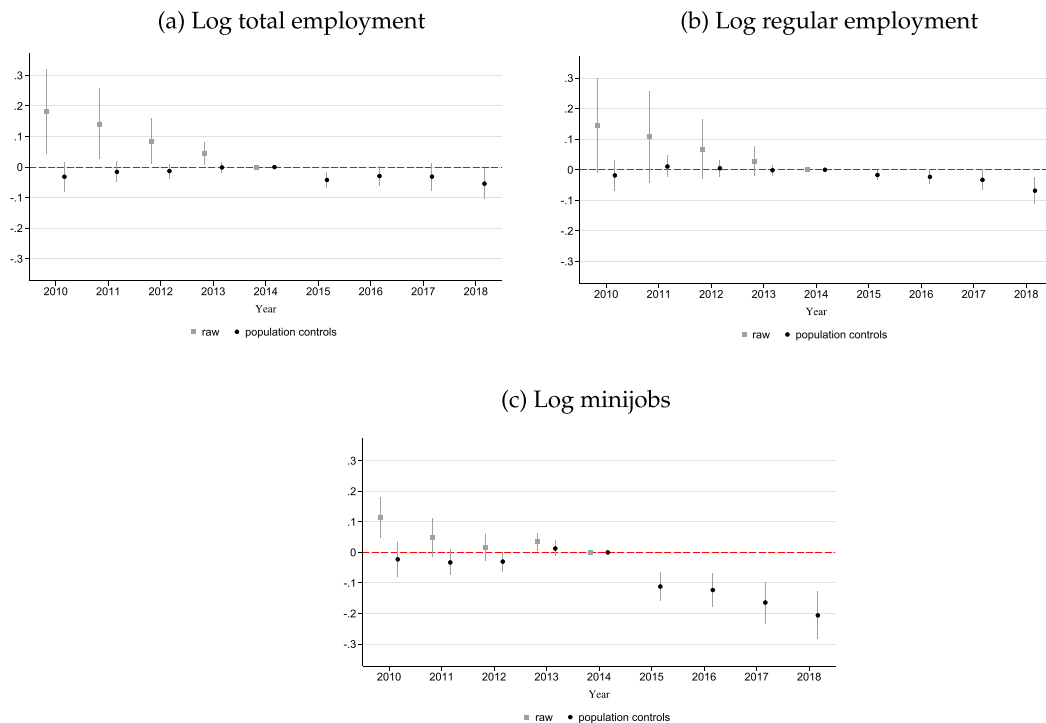 (a) Log total employment
.3
.2
.1
0
-.1
-.2
-.3
2010 2011 2012 2013 2014 2015 2016 2017 2018
Year
raw population controls
(b) Log regular employment
.3
.2
.1
0
-.1
-.2
-.3
2010 2011 2012 2013 2014 2015 2016 2017 2018
Year
raw population controls
(c) Log minijobs
.3
.2
.1
0
-.1
-.2
-.3
2010 2011 2012 2013 2014 2015 2016 2017 2018
Year
raw population controls